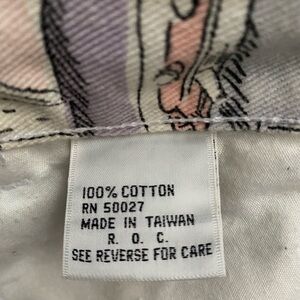 100% COTTON
RN 50027
MADE IN TAIWAN
R. O. C.
SEE REVERSE FOR CARE